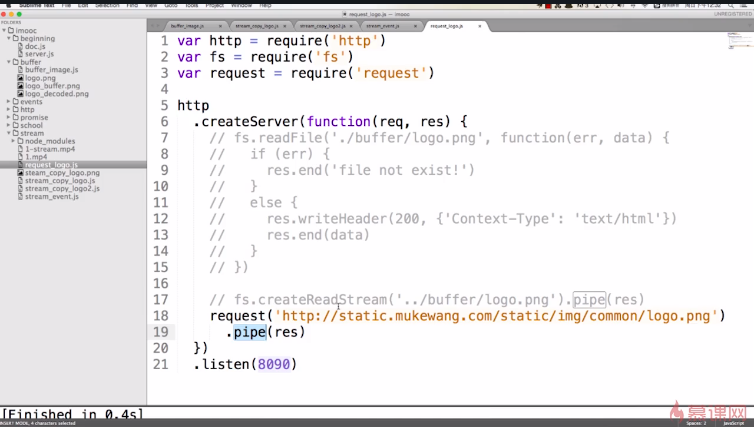 Sublime Text File Edit Selection Find View Goto Tools Project Window Help
request_logo.js — imooc
UNREGISTERED
FOLDERS
imooc
beginning
doc.js
server.js
buffer
buffer_image.js
logo.png
logo_buffer.png
logo_decoded.png
events
http
promise
school
stream
node_modules
1-stream.mp4
1.mp4
request_logo.js
steam_copy_logo.png
stream_copy_logo.js
stream_copy_logo2.js
stream_event.js
buffer_image.js stream_copy_logo.js stream_copy_logo2.js stream_event.js request_logo.js
1 var http = require('http')
2 var fs = require('fs')
3 var request = require('request')
4
5 http
6 .createServer(function(req, res) {
7 // fs.readFile('./buffer/logo.png', function(err, data) {
8 // if (err) {
9 // res.end('file not exist!')
10 // }
11 // else {
12 // res.writeHeader(200, {'Context-Type': 'text/html'})
13 // res.end(data)
14 // }
15 // })
16
17 // fs.createReadStream('../buffer/logo.png').pipe(res)
18 request('http://static.mukewang.com/static/img/common/logo.png')
19 .pipe(res)
20 })
21 .listen(8090)
[Finished in 0.4s]
慕课网
INSERT MODE, 4 characters selected
Spaces: 2 JavaScript